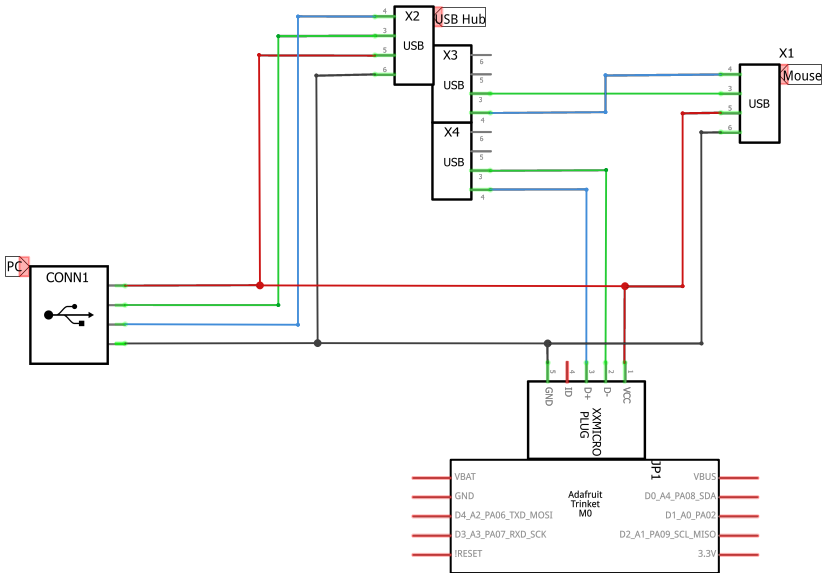 X2
USB Hub
4
3
5
6
USB
X3
6
5
3
4
USB
X1
Mouse
4
3
5
6
USB
X4
6
5
3
4
USB
PC
CONN1
5
4
3
2
1
GND
ID
D+
D-
VCC
XXMICRO
PLUG
JP1
VBAT
GND
D4_A2_PA06_TXD_MOSI
D3_A3_PA07_RXD_SCK
!RESET
Adafruit
Trinket
M0
VBUS
D0_A4_PA08_SDA
D1_A0_PA02
D2_A1_PA09_SCL_MISO
3.3V